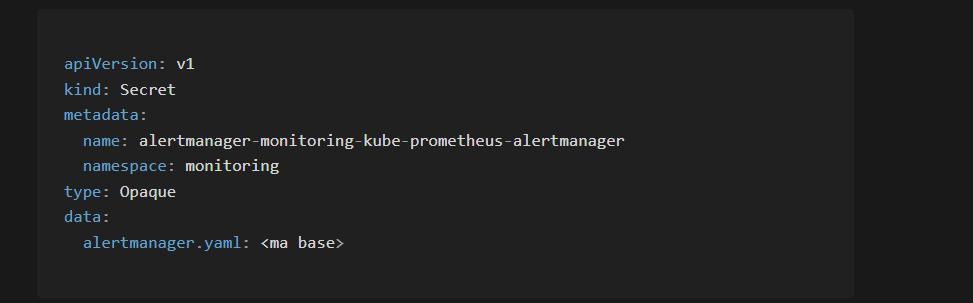 apiVersion: v1
kind: Secret
metadata:
  name: alertmanager-monitoring-kube-prometheus-alertmanager
  namespace: monitoring
type: Opaque
data:
  alertmanager.yaml: <ma base>